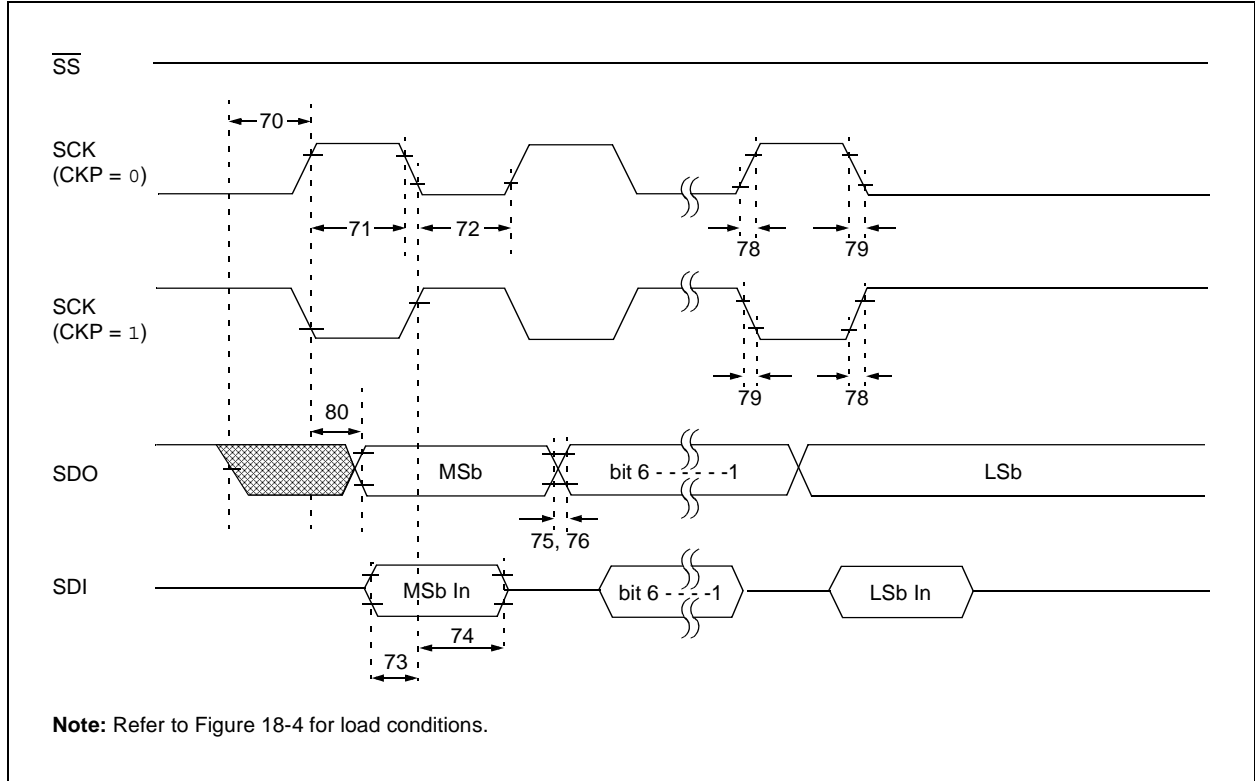 SS
70
SCK
(CKP = 0)
71
72
78
79
SCK
(CKP = 1)
79
78
80
SDO
MSb
bit 6 - - - - - -1
LSb
75, 76
SDI
MSb In
bit 6 - - - - -1
LSb In
74
73
Note: Refer to Figure 18-4 for load conditions.